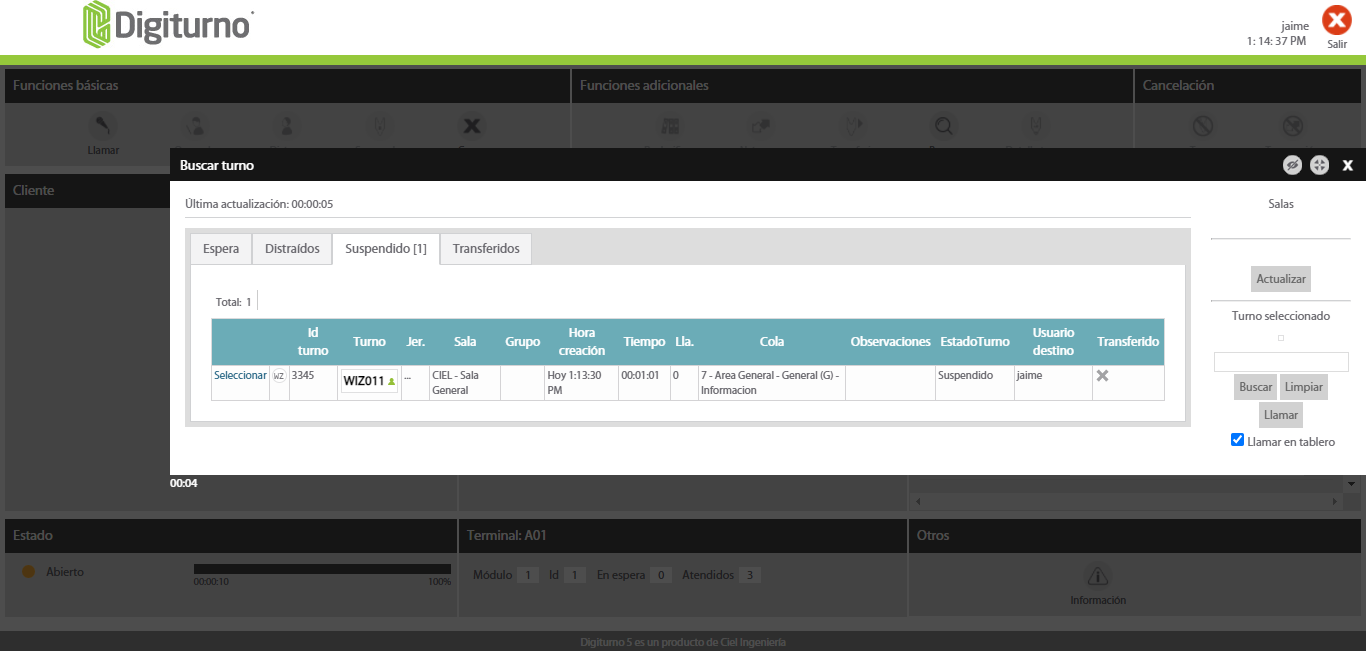 Digiturno
jaime
1: 14: 37 PM
Salir
Funciones básicas
Funciones adicionales
Cancelación
Llamar
Buscar turno
X
Cliente
Última actualización: 00:00:05
Salas
Espera
Distraídos
Suspendido [1]
Transferidos
Actualizar
Total: 1
Turno seleccionado
Id turno
Turno
Jer.
Sala
Grupo
Hora creación
Tiempo
Lla.
Cola
Observaciones
EstadoTurno
Usuario destino
Transferido
Seleccionar
WZ
3345
WIZ011
...
CIEL - Sala General
Hoy 1:13:30 PM
00:01:01
0
7 - Area General - General (G) - Informacion
Suspendido
jaime
Buscar
Limpiar
Llamar
Llamar en tablero
00:04
Estado
Terminal: A01
Otros
Abierto
00:00:10
100%
Módulo 1 Id 1 En espera 0 Atendidos 3
Información
Digiturno 5 es un producto de Ciel Ingeniería